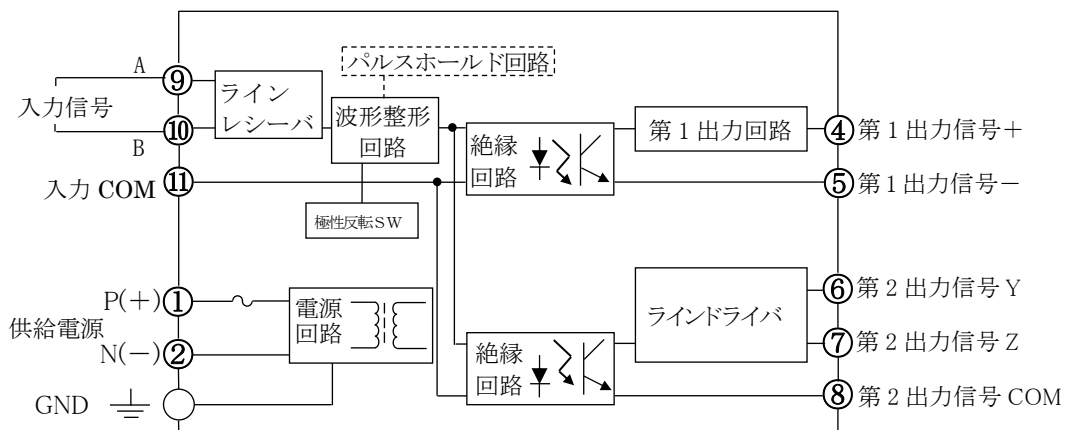 パルスホールド回路
A
⑨
ライン
レシーバ
入力信号
波形整形
回路
⑩
B
絶縁
回路
第1出力回路
④
第1出力信号+
入力 COM
⑪
⑤
第1出力信号-
極性反転SW
P(+)
①
電源
回路
供給電源
N(-)
②
GND
絶縁
回路
ラインドライバ
⑥
第2出力信号Y
⑦
第2出力信号Z
⑧
第2出力信号COM